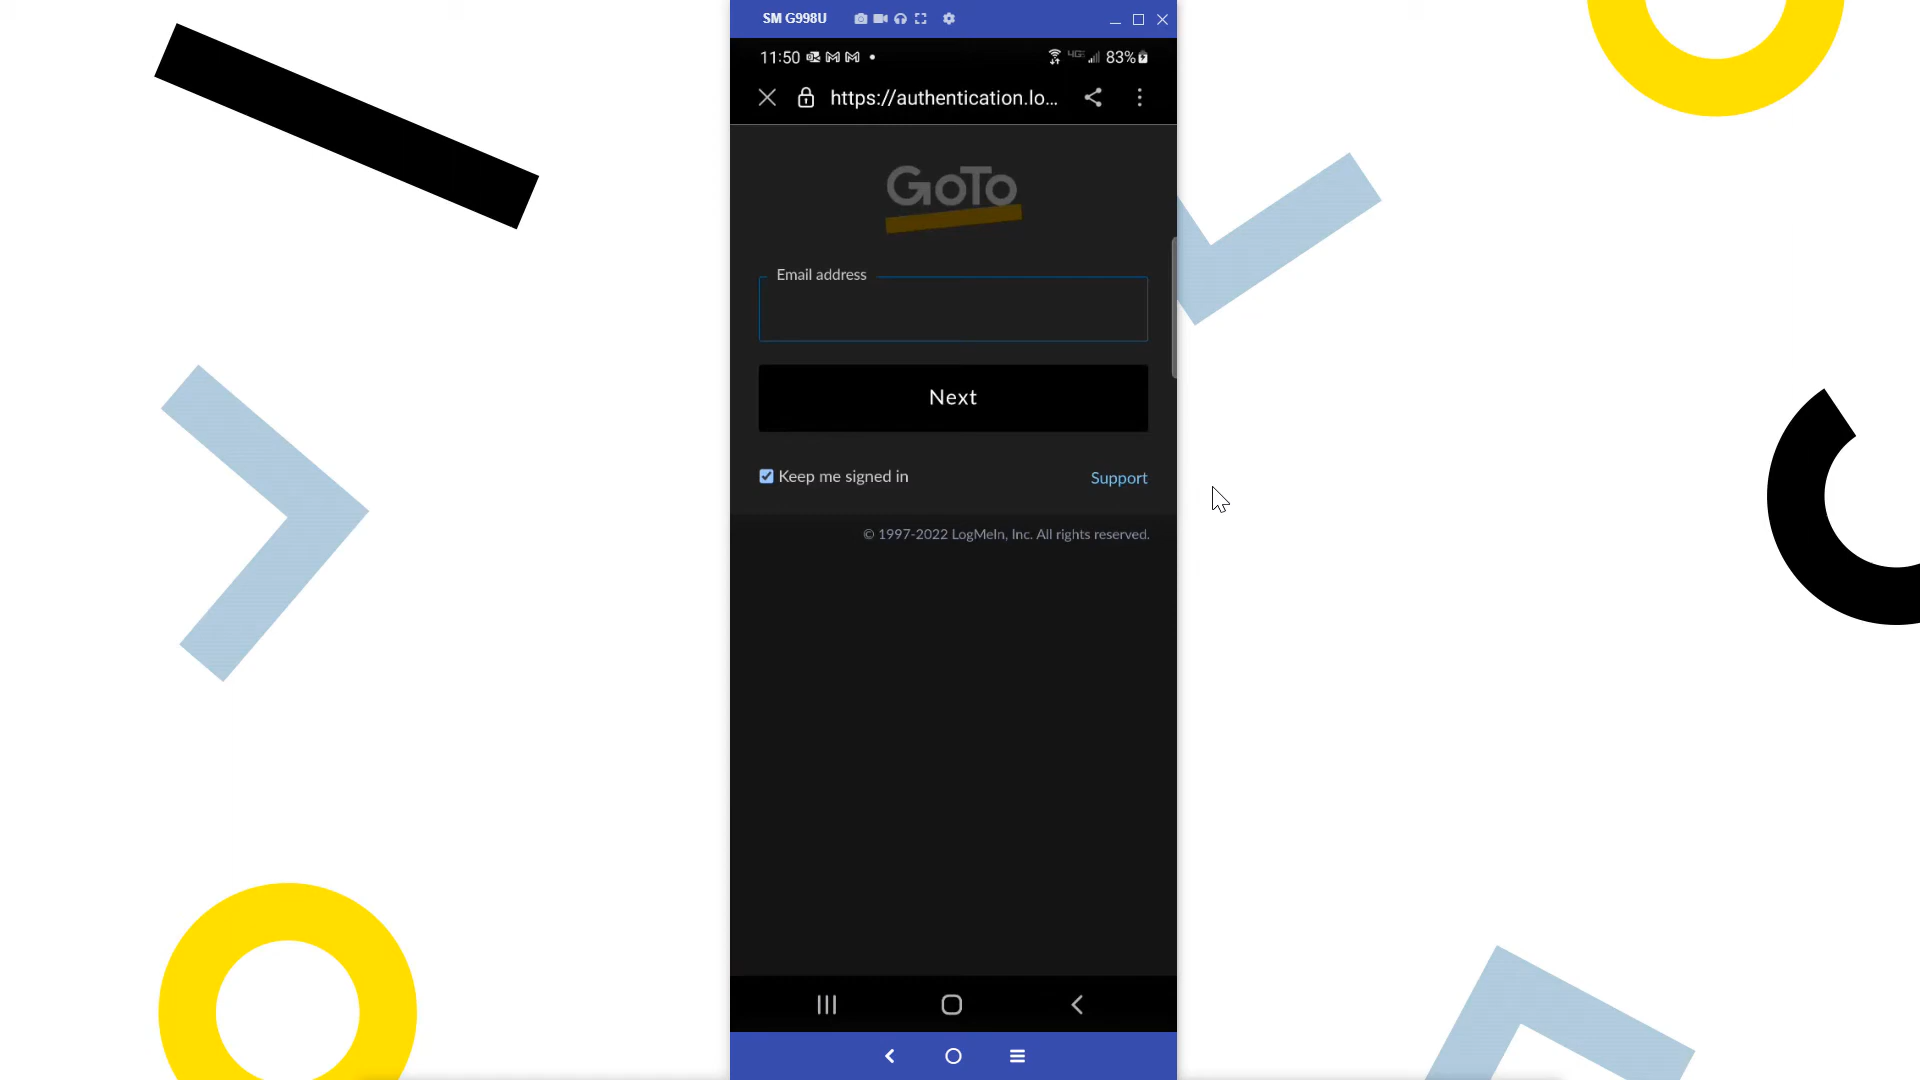 SM G998U
11:50
83%
https://authentication.lo...
GoTo
Email address
Next
Keep me signed in
Support
© 1997-2022 LogMeIn, Inc. All rights reserved.